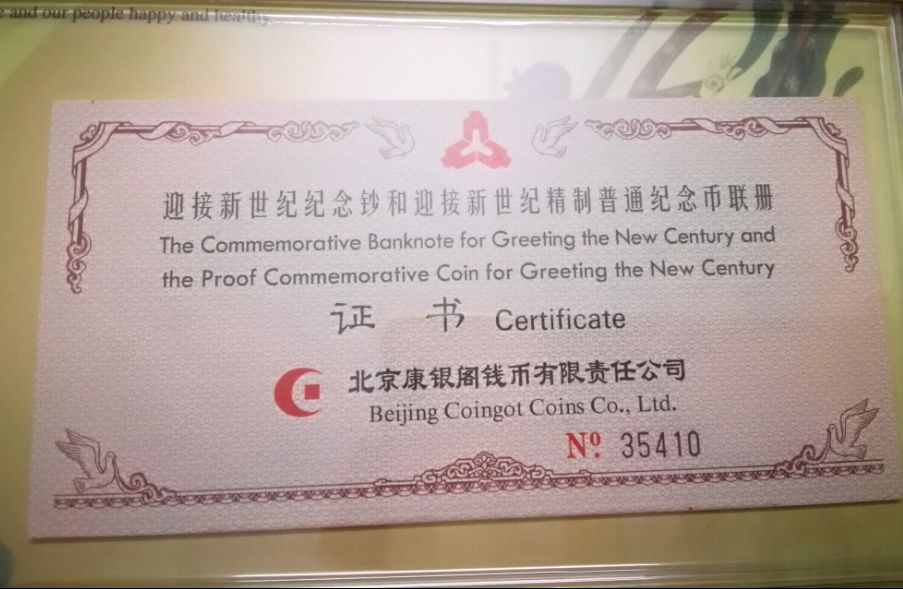 and our people happy and healthy
迎接新世纪纪念钞和迎接新世纪精制普通纪念币联册
The Commemorative Banknote for Greeting the New Century and
the Proof Commemorative Coin for Greeting the New Century
证 书 Certificate
北京康银阁钱币有限责任公司
Beijing Coingot Coins Co., Ltd.
Nº. 35410